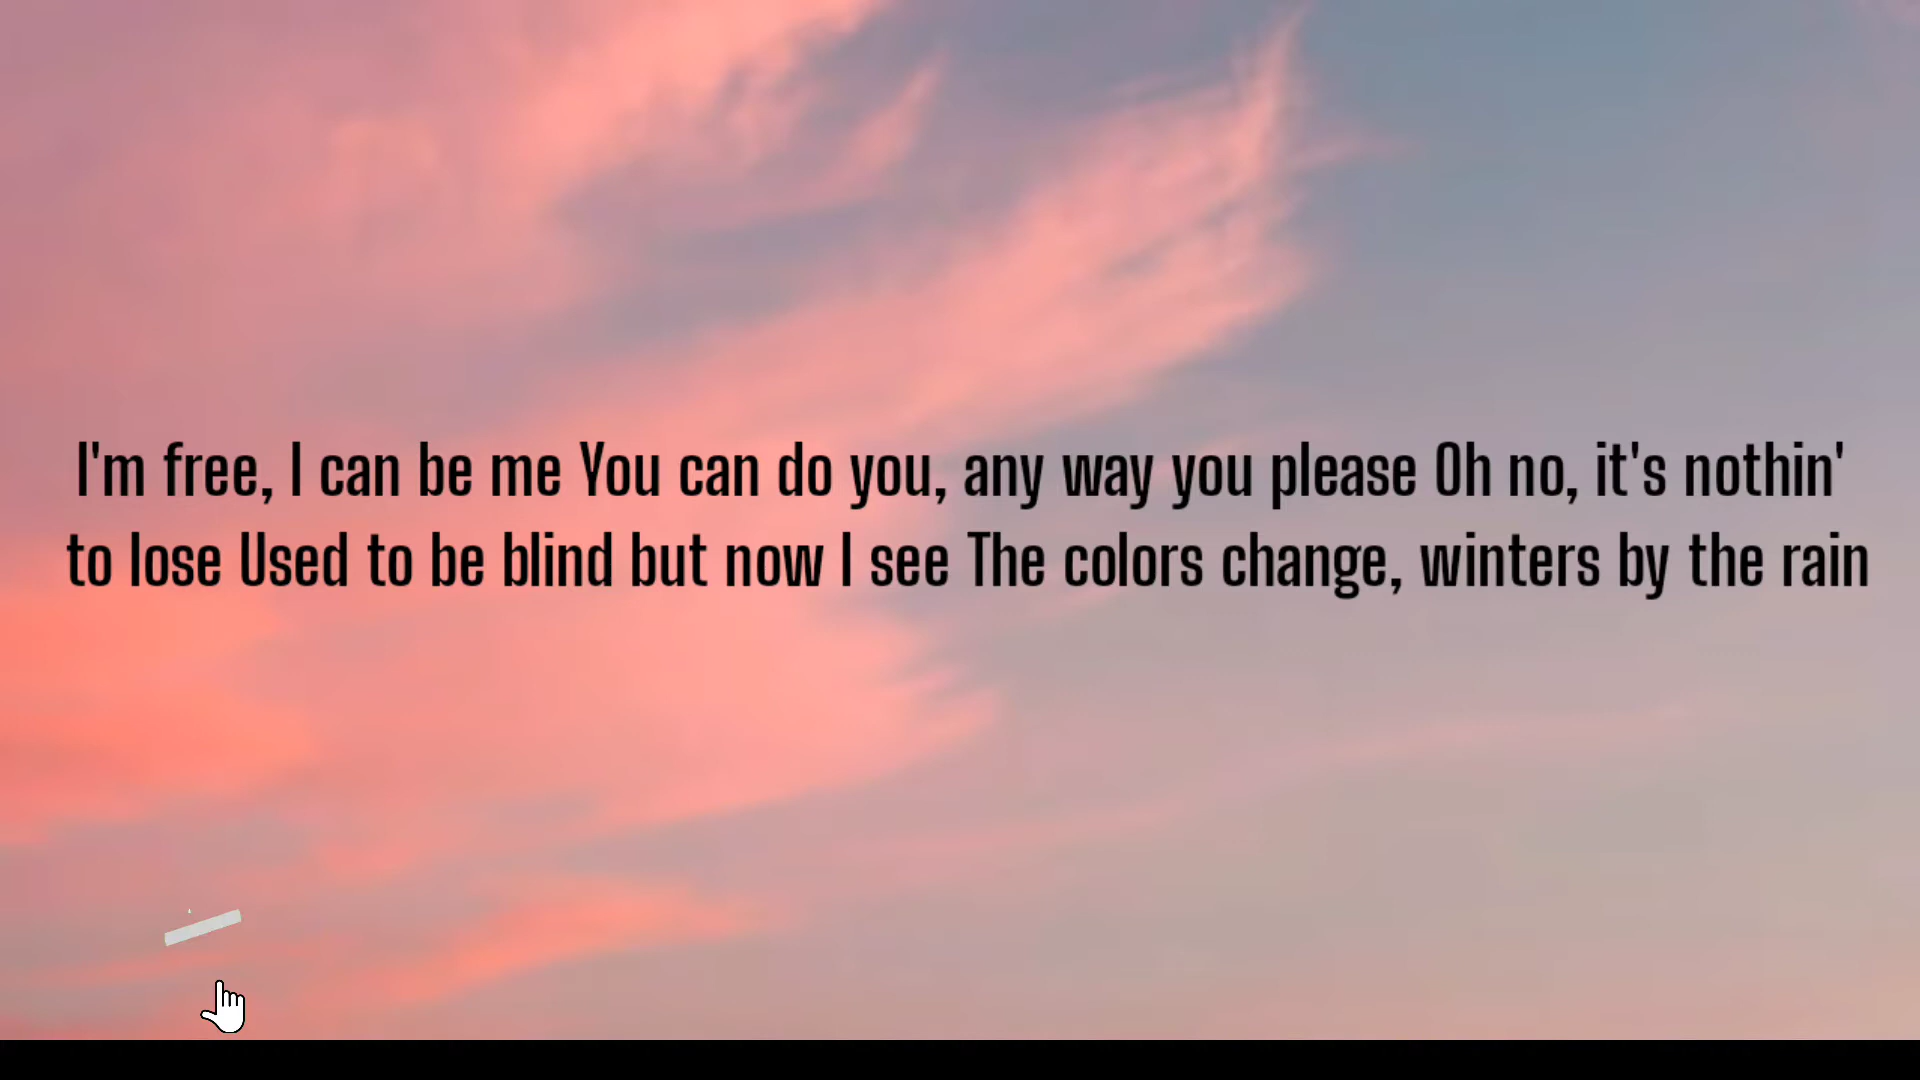 I'm free, I can be me You can do you, any way you please Oh no, it's nothin'
to lose Used to be blind but now I see The colors change, winters by the rain